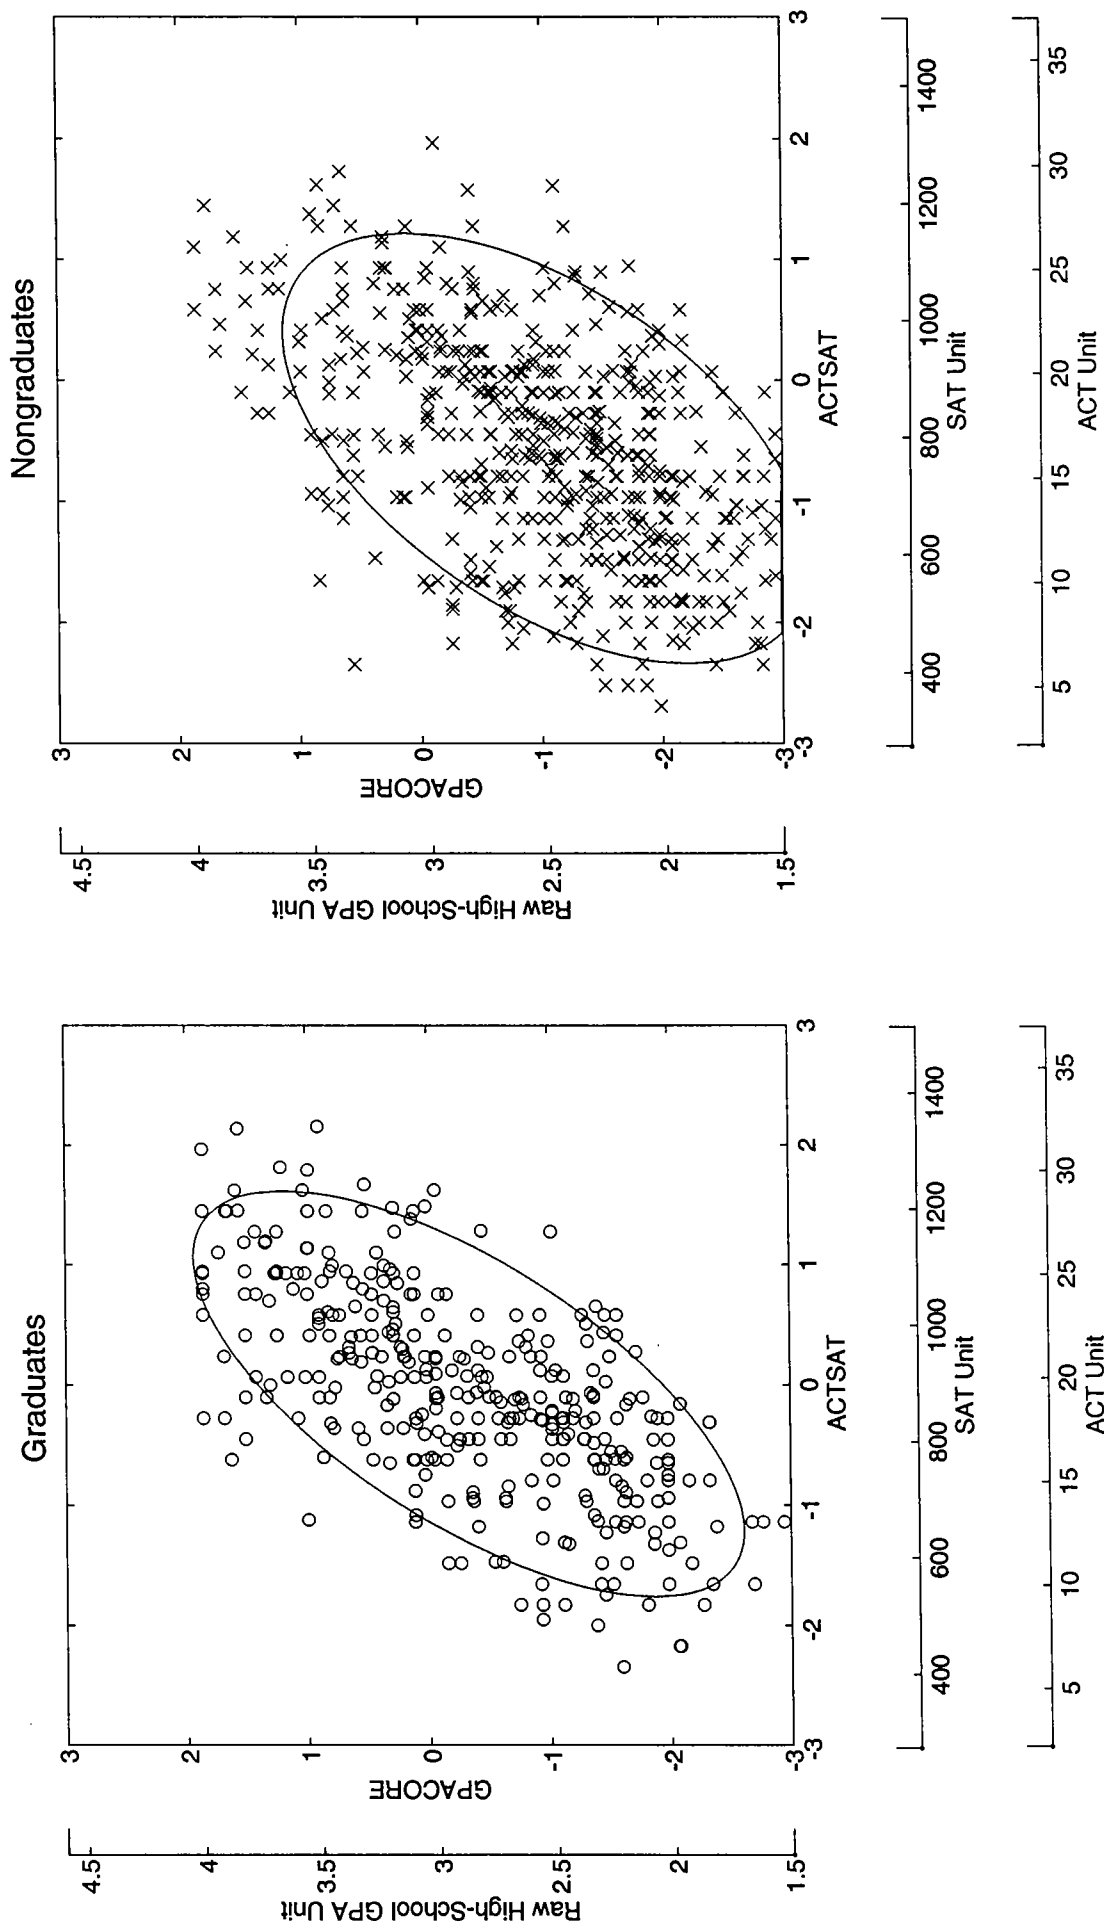 Graduates
Raw High-School GPA Unit
4.5
4
3.5
3
2.5
2
1.5
GPACORE
3
2
1
0
-1
-2
-3
-3 -2 -1 0 1 2 3
ACTSAT
400 600 800 1000 1200 1400
SAT Unit
5 10 15 20 25 30 35
ACT Unit
Nongraduates
Raw High-School GPA Unit
4.5
4
3.5
3
2.5
2
1.5
GPACORE
3
2
1
0
-1
-2
-3
-3 -2 -1 0 1 2 3
ACTSAT
400 600 800 1000 1200 1400
SAT Unit
5 10 15 20 25 30 35
ACT Unit